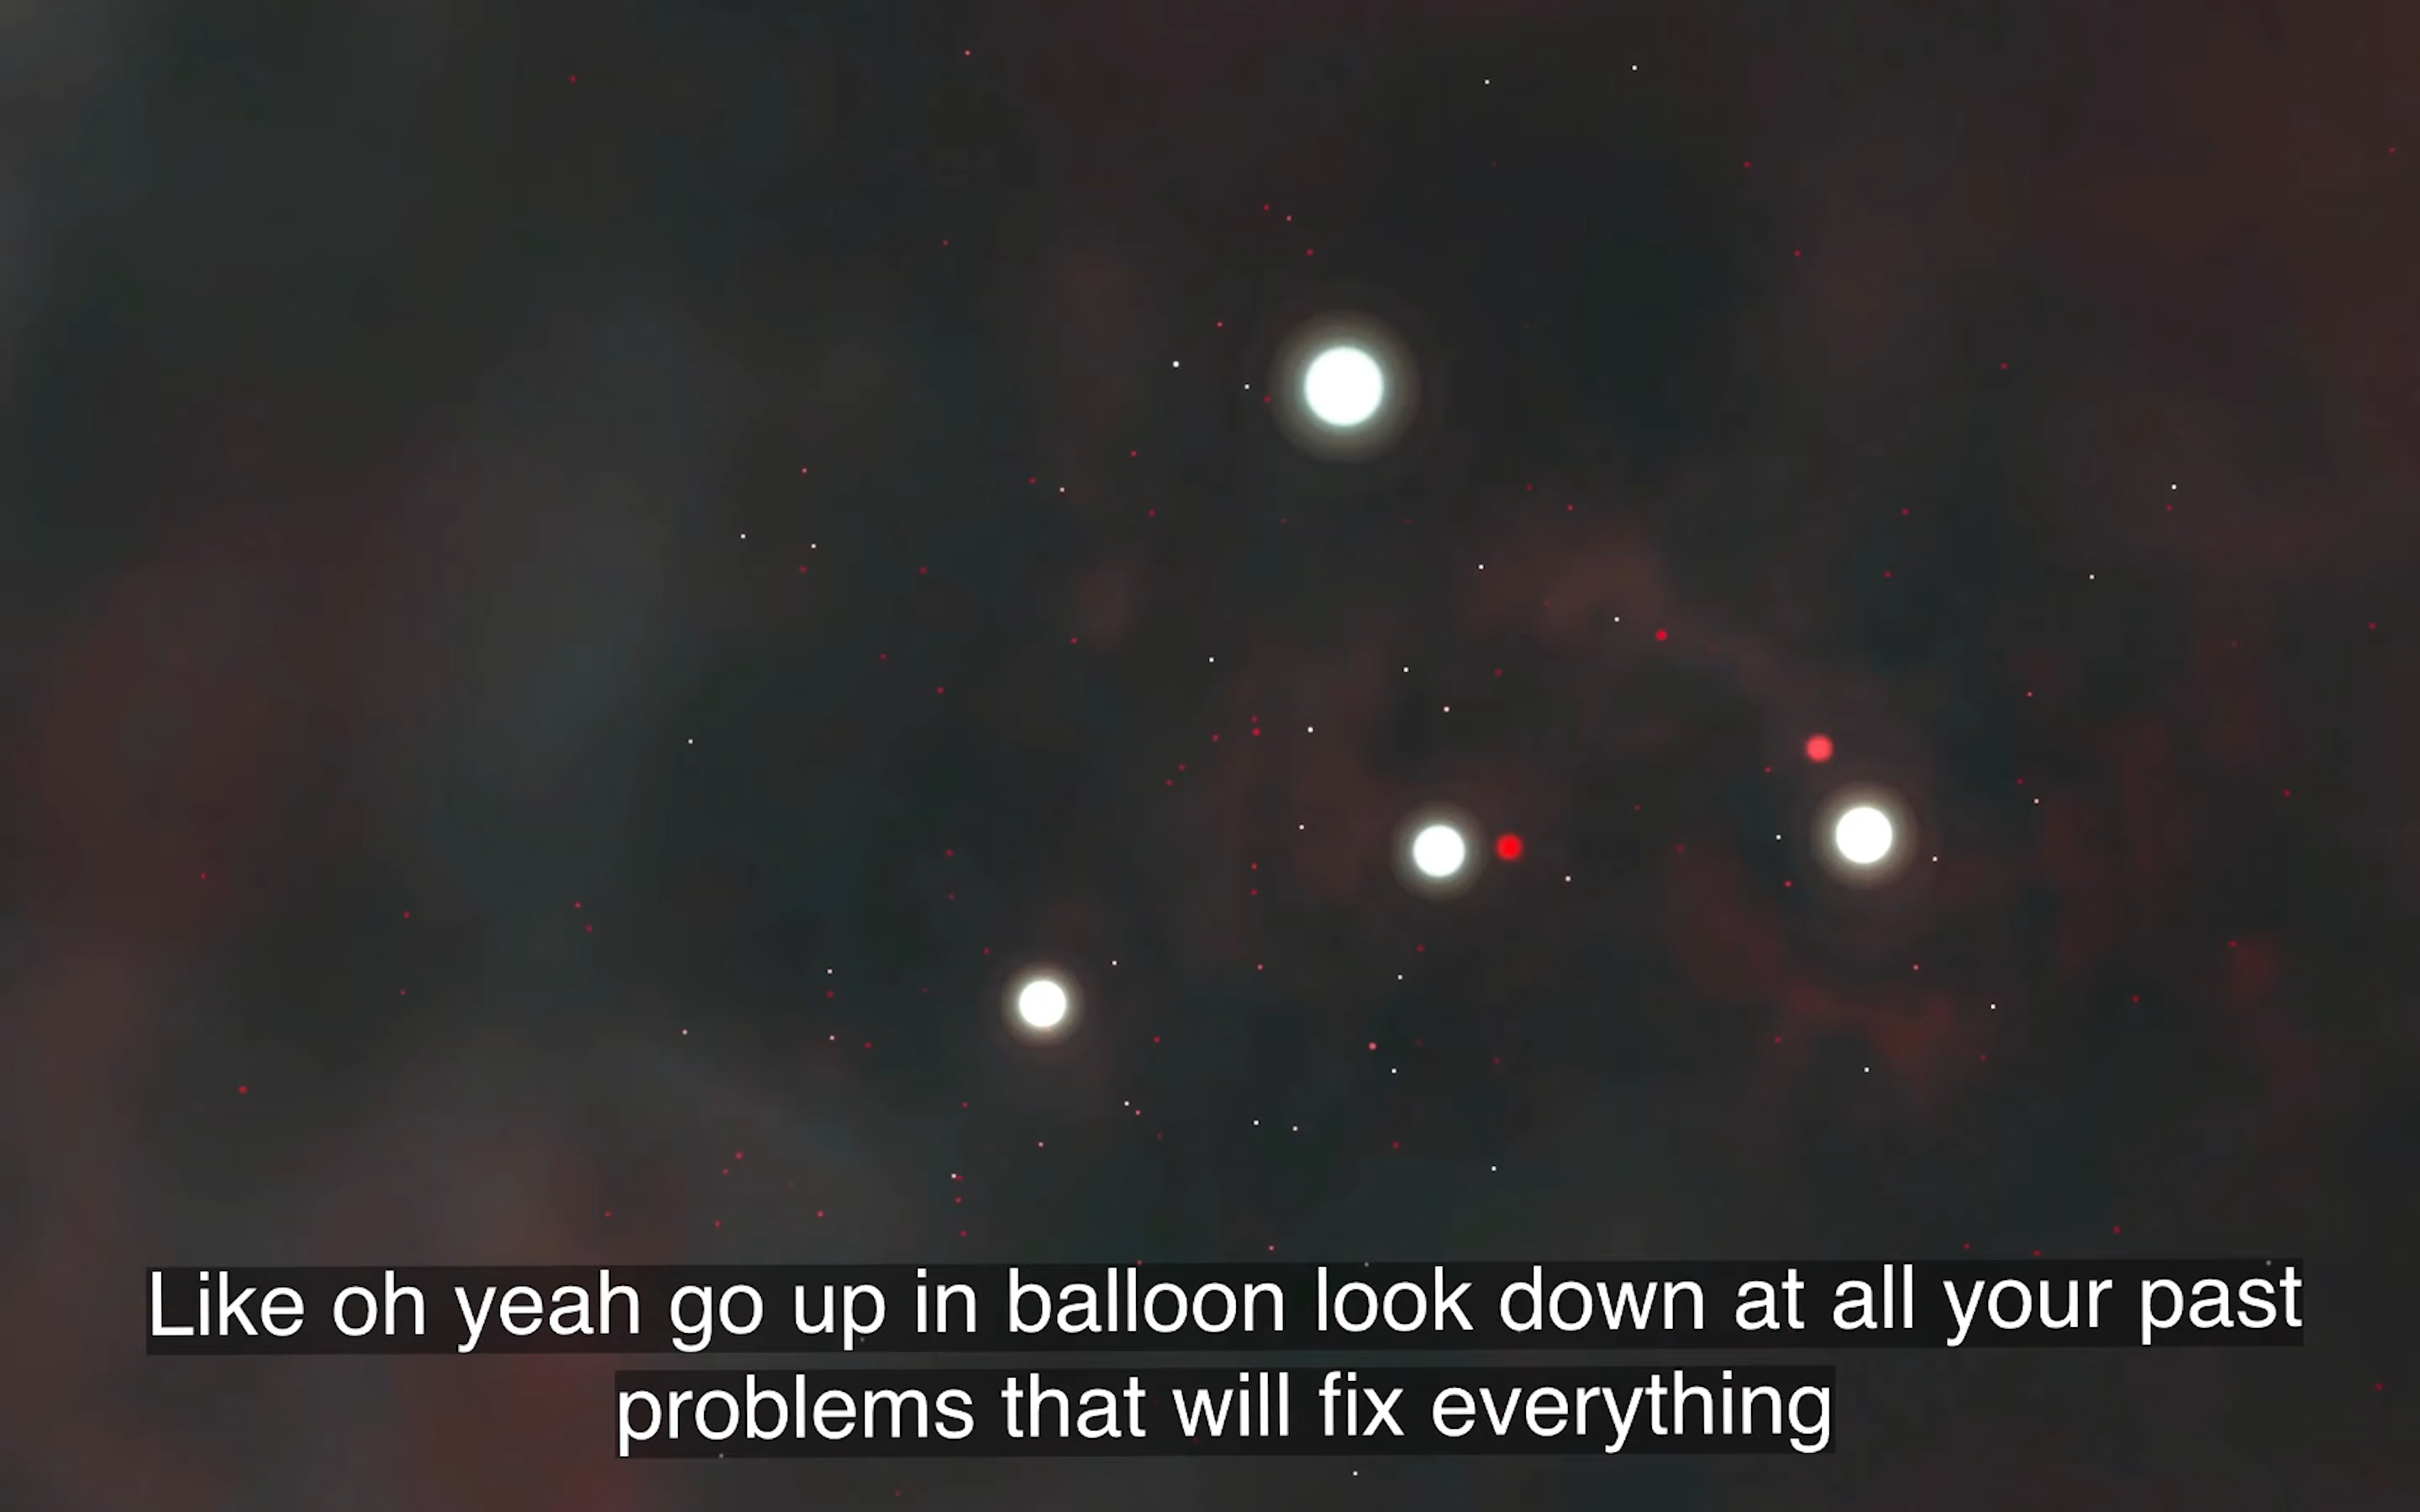 Like oh yeah go up in balloon look down at all your past
problems that will fix everything